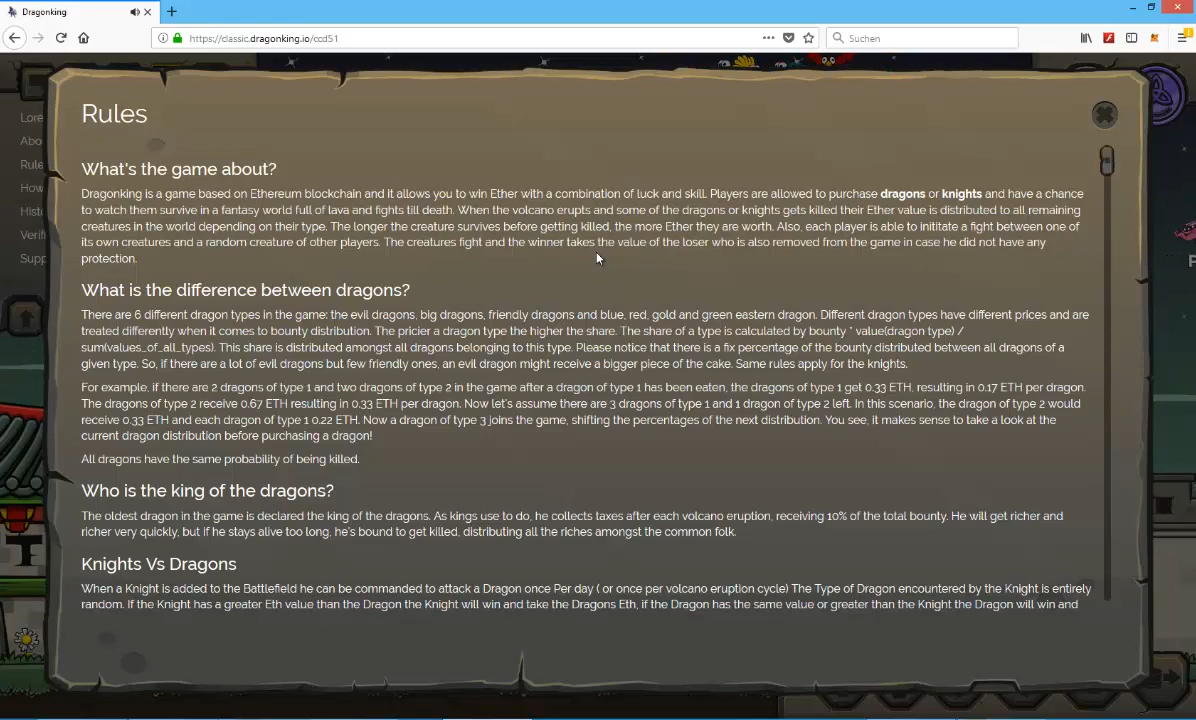 Dragonking
https://classic.dragonking.io/ccd51
Suchen
Rules
What's the game about?
Dragonking is a game based on Ethereum blockchain and it allows you to win Ether with a combination of luck and skill. Players are allowed to purchase dragons or knights and have a chance
to watch them survive in a fantasy world full of lava and fights till death. When the volcano erupts and some of the dragons or knights gets killed their Ether value is distributed to all remaining
creatures in the world depending on their type. The longer the creature survives before getting killed, the more Ether they are worth. Also, each player is able to inititate a fight between one of
its own creatures and a random creature of other players. The creatures fight and the winner takes the value of the loser who is also removed from the game in case he did not have any
protection.
What is the difference between dragons?
There are 6 different dragon types in the game: the evil dragons, big dragons, friendly dragons and blue, red, gold and green eastern dragon. Different dragon types have different prices and are
treated differently when it comes to bounty distribution. The pricier a dragon type the higher the share. The share of a type is calculated by bounty * value(dragon type) /
sum(values_of_all_types). This share is distributed amongst all dragons belonging to this type. Please notice that there is a fix percentage of the bounty distributed between all dragons of a
given type. So, if there are a lot of evil dragons but few friendly ones, an evil dragon might receive a bigger piece of the cake. Same rules apply for the knights.
For example, if there are 2 dragons of type 1 and two dragons of type 2 in the game after a dragon of type 1 has been eaten, the dragons of type 1 get 0.33 ETH, resulting in 0.17 ETH per dragon.
The dragons of type 2 receive 0.67 ETH resulting in 0.33 ETH per dragon. Now let's assume there are 3 dragons of type 1 and 1 dragon of type 2 left. In this scenario, the dragon of type 2 would
receive 0.33 ETH and each dragon of type 1 0.22 ETH. Now a dragon of type 3 joins the game, shifting the percentages of the next distribution. You see, it makes sense to take a look at the
current dragon distribution before purchasing a dragon!
All dragons have the same probability of being killed.
Who is the king of the dragons?
The oldest dragon in the game is declared the king of the dragons. As kings use to do, he collects taxes after each volcano eruption, receiving 10% of the total bounty. He will get richer and
richer very quickly, but if he stays alive too long, he's bound to get killed, distributing all the riches amongst the common folk.
Knights Vs Dragons
When a Knight is added to the Battlefield he can be commanded to attack a Dragon once Per day ( or once per volcano eruption cycle) The Type of Dragon encountered by the Knight is entirely
random. If the Knight has a greater Eth value than the Dragon the Knight will win and take the Dragons Eth, if the Dragon has the same value or greater than the Knight the Dragon will win and
Lore
Abo
Rule
How
Histo
Verifi
Supp